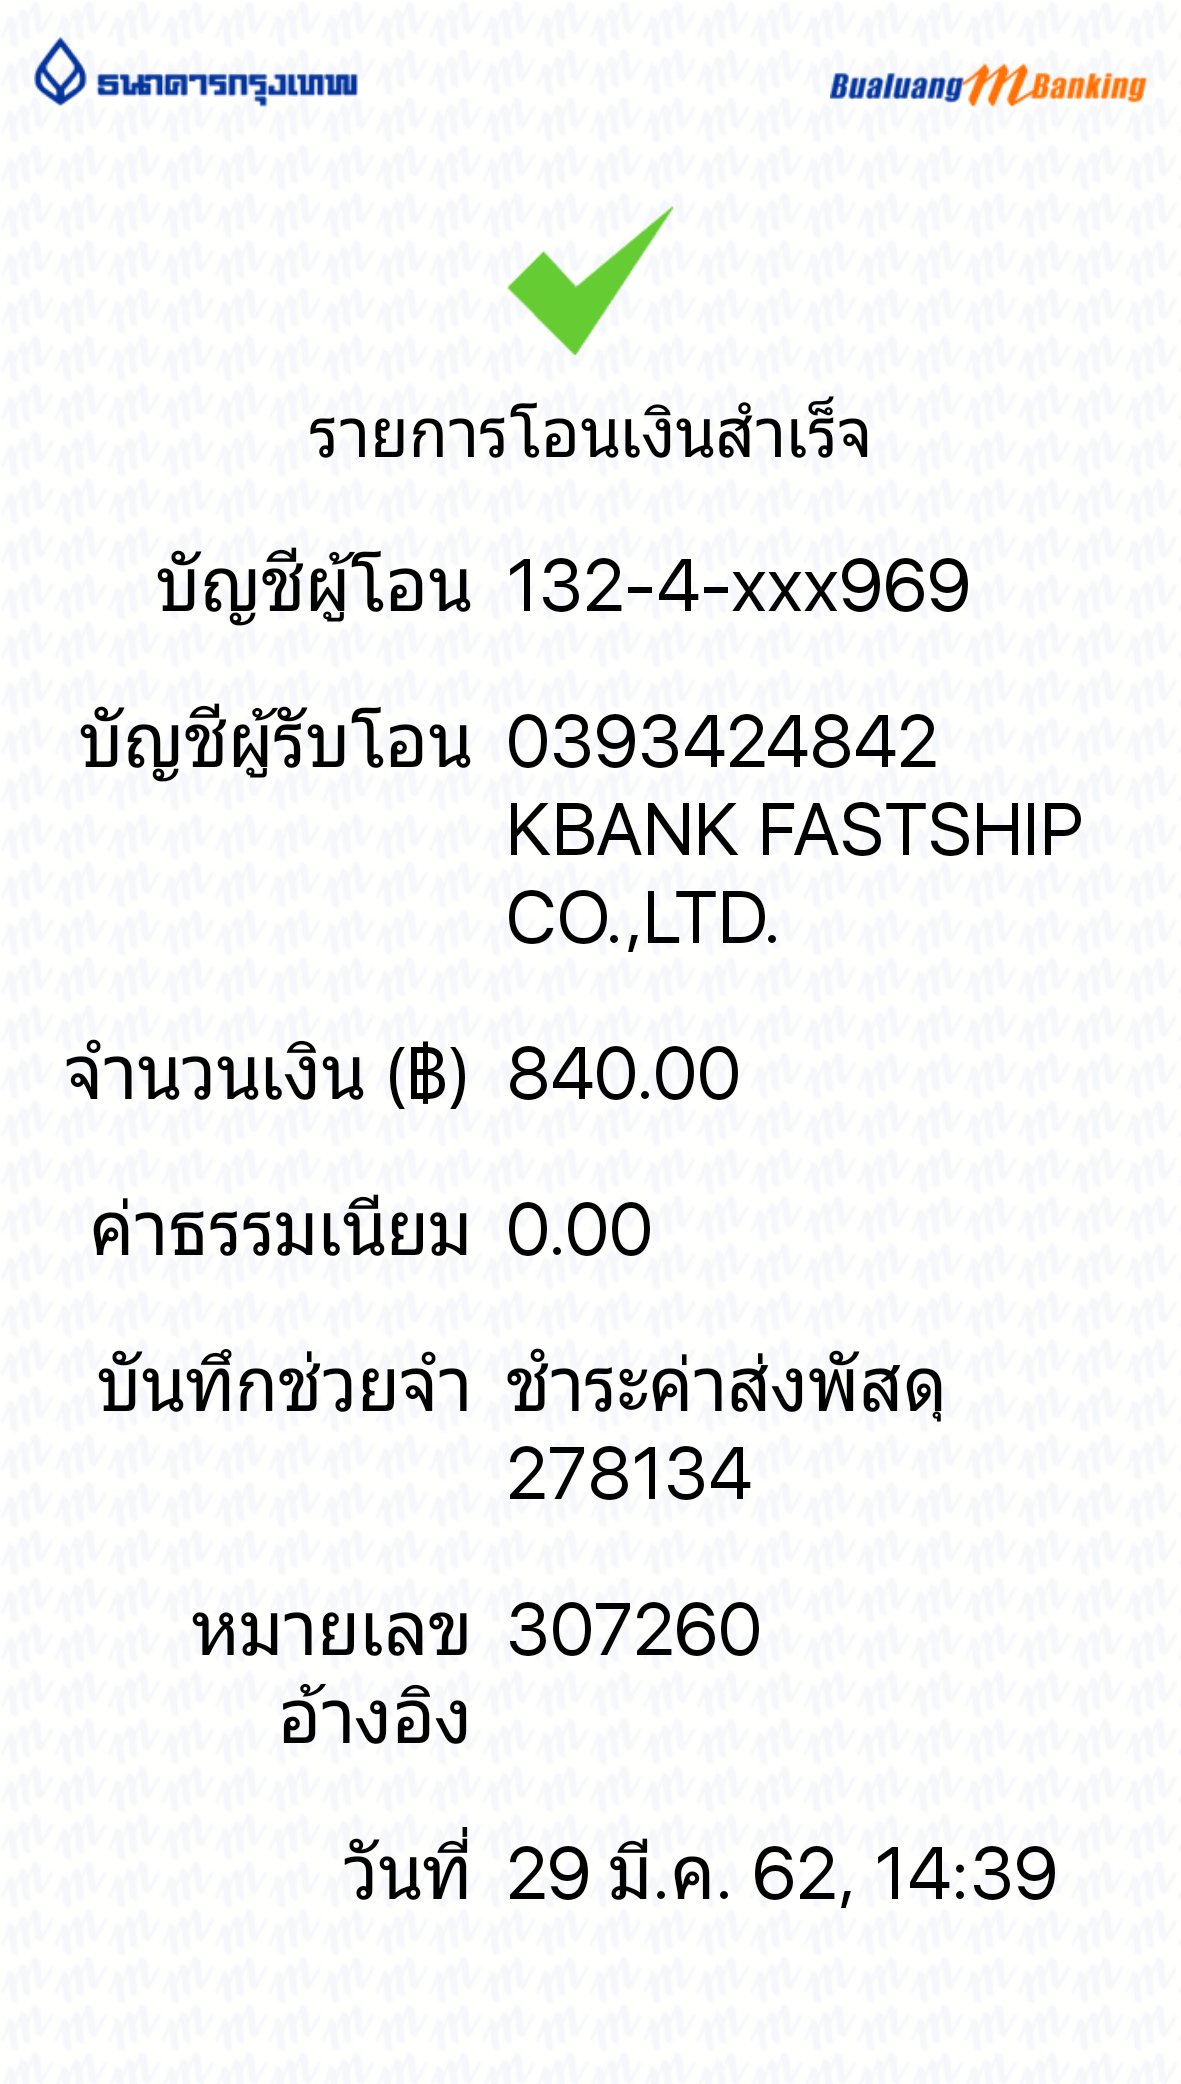 ธนาคารกรุงเทพ
Bualuang mBanking
รายการโอนเงินสำเร็จ
บัญชีผู้โอน 132-4-xxx969
บัญชีผู้รับโอน 0393424842
KBANK FASTSHIP
CO.,LTD.
จำนวนเงิน (฿) 840.00
ค่าธรรมเนียม 0.00
บันทึกช่วยจำ ชำระค่าส่งพัสดุ
278134
หมายเลข 307260
อ้างอิง
วันที่ 29 มี.ค. 62, 14:39